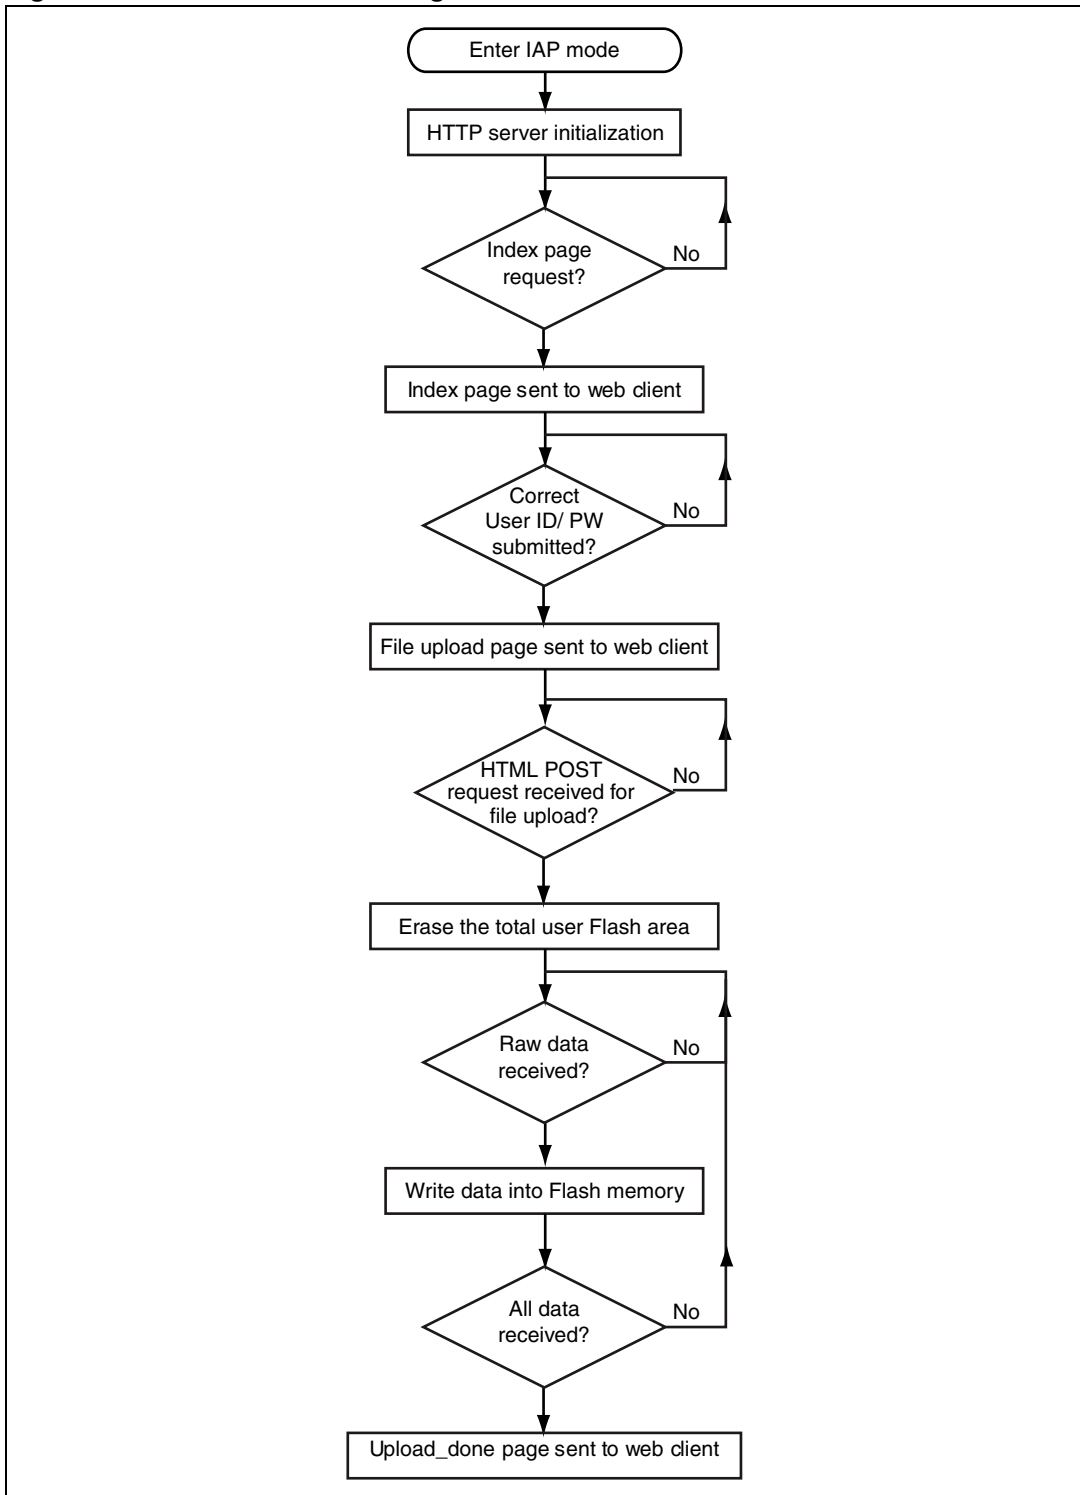 Enter IAP mode
HTTP server initialization
Index page
request?
No
Index page sent to web client
Correct
User ID/ PW
submitted?
No
File upload page sent to web client
HTML POST
request received for
file upload?
No
Erase the total user Flash area
Raw data
received?
No
Write data into Flash memory
All data
received?
No
Upload_done page sent to web client